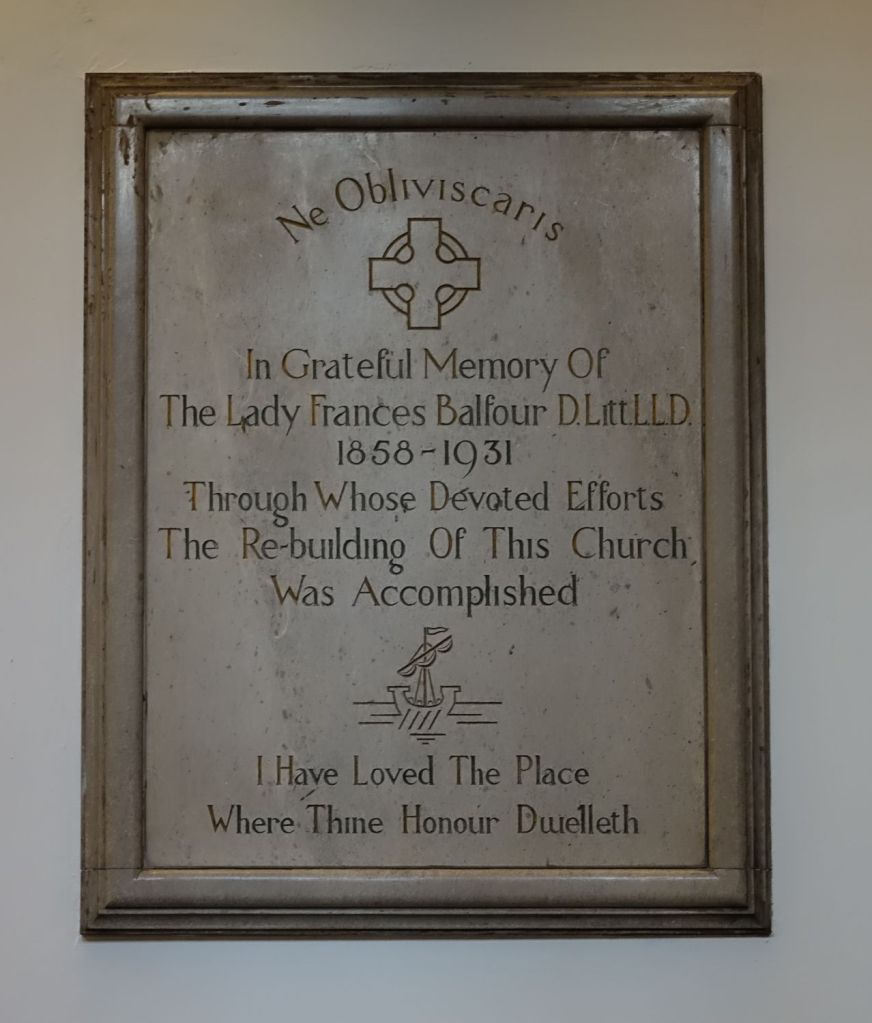 Ne Obliviscaris
In Grateful Memory Of
The Lady Frances Balfour D.Litt.LL.D.
1858-1931
Through Whose Devoted Efforts
The Re-building Of This Church
Was Accomplished
I Have Loved The Place
Where Thine Honour Dwelleth